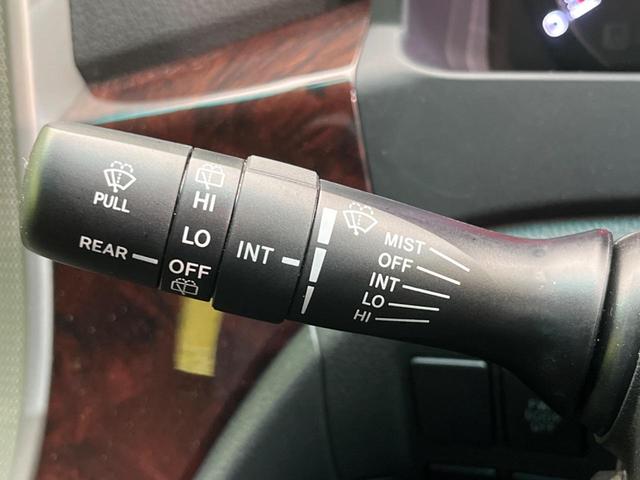 PULL
REAR
HI
LO
OFF
INT
MIST
OFF
INT
LO
HI